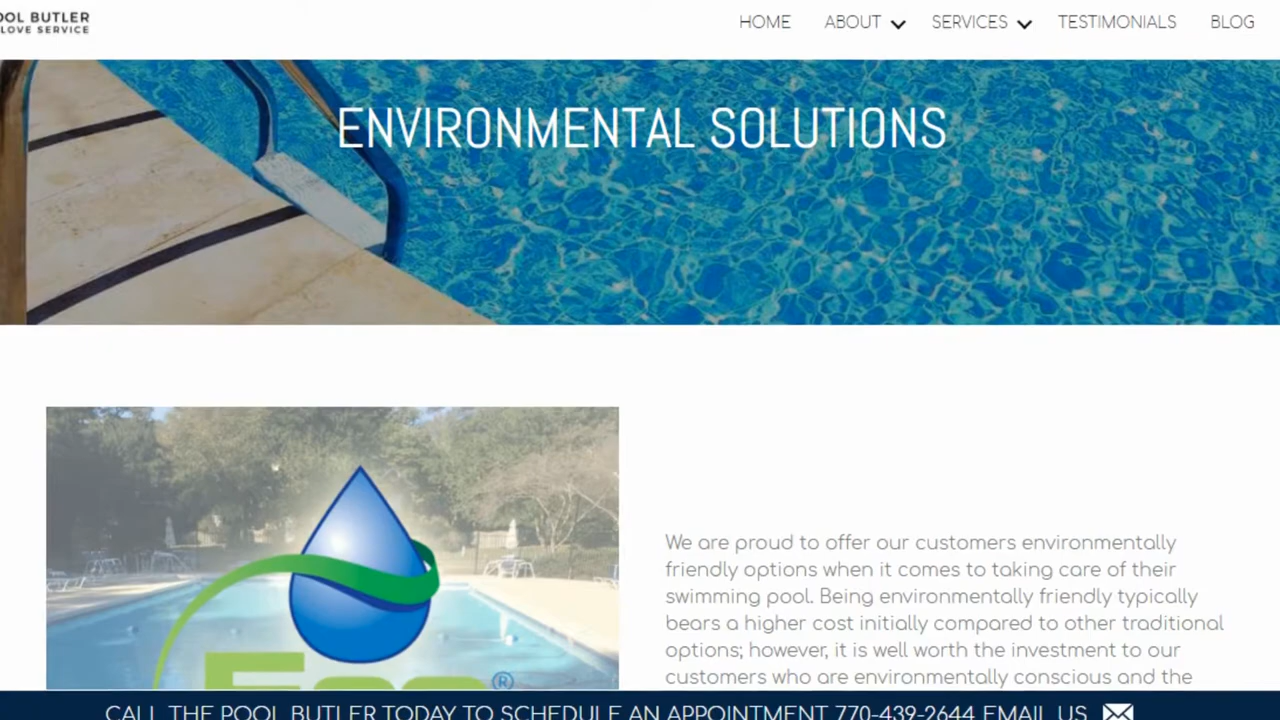 OOL BUTLER
LOVE SERVICE
HOME ABOUT SERVICES TESTIMONIALS BLOG
ENVIRONMENTAL SOLUTIONS
We are proud to offer our customers environmentally
friendly options when it comes to taking care of their
swimming pool. Being environmentally friendly typically
bears a higher cost initially compared to other traditional
options; however, it is well worth the investment to our
customers who are environmentally conscious and the
®
CALL THE POOL BUTLER TODAY TO SCHEDULE AN APPOINTMENT 770-439-2644 EMAIL US